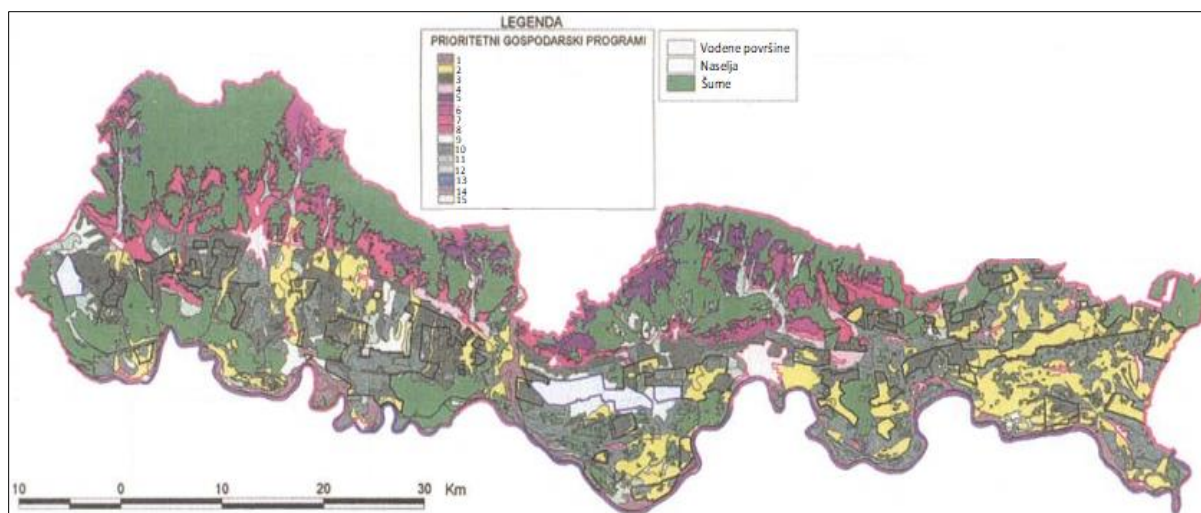 LEGENDA
PRIORITETNI GOSPODARSKI PROGRAMI
1
2
3
4
5
6
7
8
9
10
11
12
13
14
15
Vodene površine
Naselja
Šume
10 0 10 20 30 Km